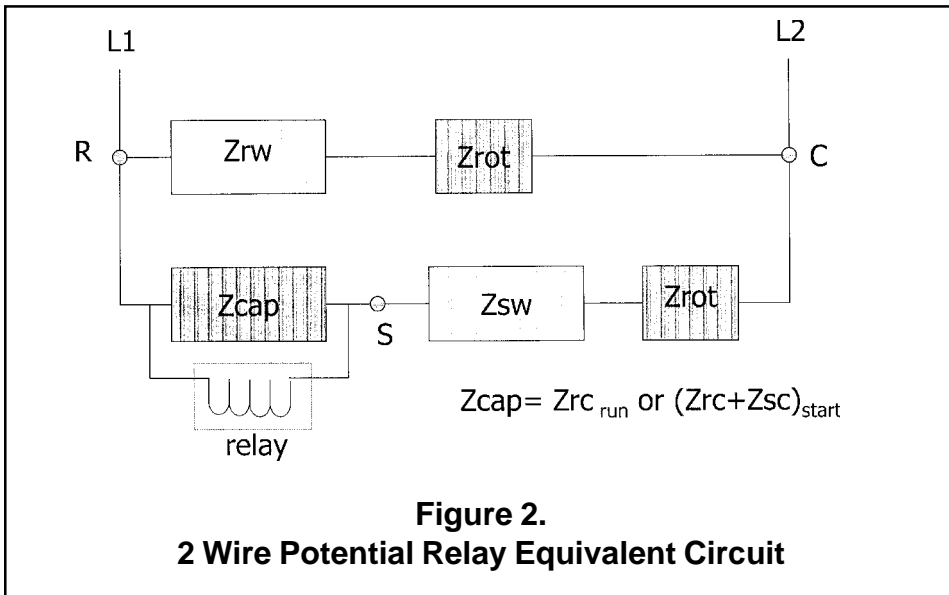 L1
L2
R
Zrw
Zrot
C
Zcap
S
Zsw
Zrot
relay
Zcap= Zrc run or (Zrc+Zsc)start
Figure 2.
2 Wire Potential Relay Equivalent Circuit